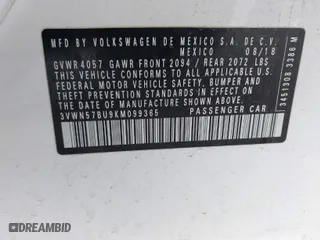 MFD. BY VOLKSWAGEN DE MEXICO S.A. DE C.V.
MEXICO 08/18
GVWR 4057 GAWR FRONT 2094 / REAR 2072 LBS
THIS VEHICLE CONFORMS TO ALL APPLICABLE
FEDERAL MOTOR VEHICLE SAFETY, BUMPER AND
THEFT PREVENTION STANDARDS IN EFFECT
ON THE DATE OF MANUFACTURE SHOWN ABOVE.
3VWN57BU9KM099365 PASSENGER CAR
3451308 3386 M
DREAMBID